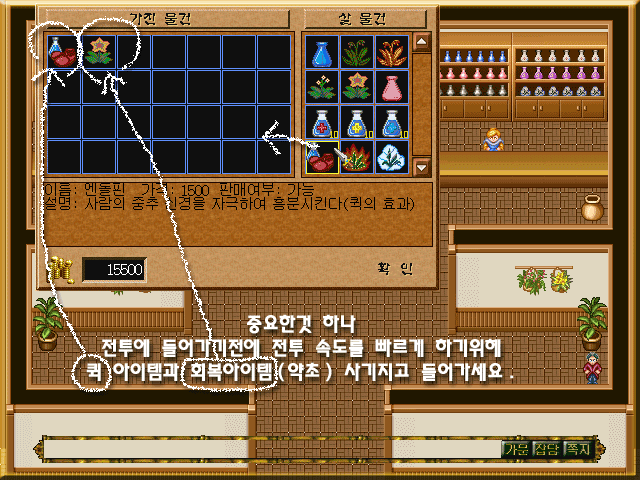 가진 물건
살 물건
10 10 10
이름: 엔돌핀 가격: 1500 판매여부: 가능
설명: 사람의 중추 신경을 자극하여 흥분시킨다(퀵의 효과)
15500
확 인
중요한것 하나
전투에 들어가기전에 전투 속도를 빠르게 하기위해
퀵 아이템과 회복아이템(약초) 사기지고 들어가세요.
가문 잡담 쪽지